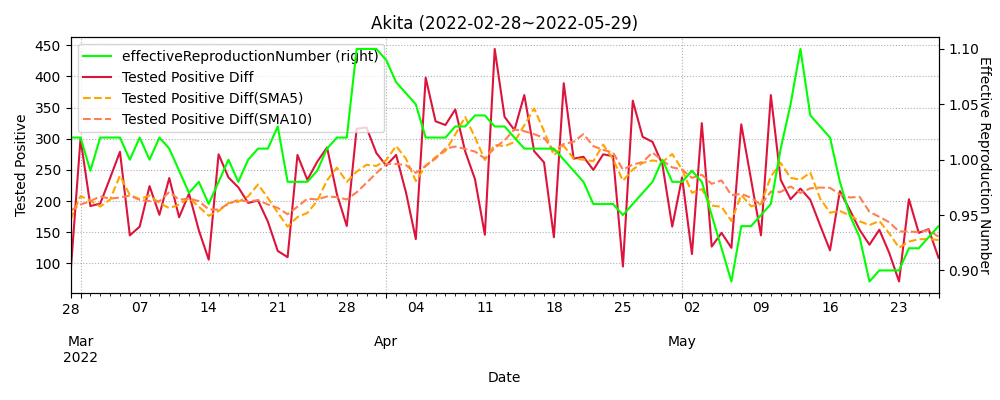 Akita (2022-02-28~2022-05-29)
effectiveReproductionNumber (right)
Tested Positive Diff
Tested Positive Diff(SMA5)
Tested Positive Diff(SMA10)
Tested Positive
450
400
350
300
250
200
150
100
1.10
1.05
1.00
0.95
0.90
Effective Reproduction Number
28 07 14 21 28 04 11 18 25 02 09 16 23
Mar Apr May
2022
Date